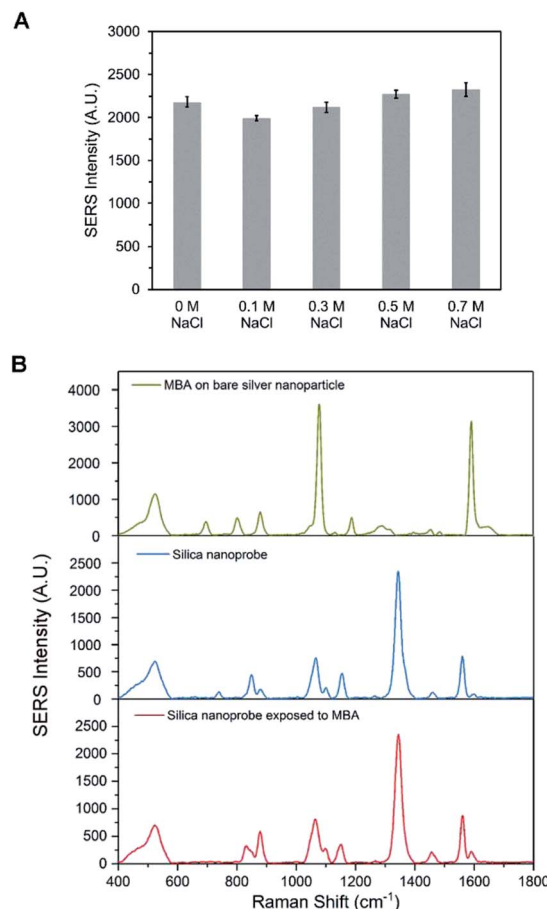 A
SERS Intensity (A.U.)
3000
2500
2000
1500
1000
500
0
0 M 0.1 M 0.3 M 0.5 M 0.7 M
NaCl NaCl NaCl NaCl NaCl
B
SERS Intensity (A.U.)
MBA on bare silver nanoparticle
4000
3000
2000
1000
0
Silica nanoprobe
2500
2000
1500
1000
500
0
Silica nanoprobe exposed to MBA
2500
2000
1500
1000
500
0
400 600 800 1000 1200 1400 1600 1800
Raman Shift (cm⁻¹)